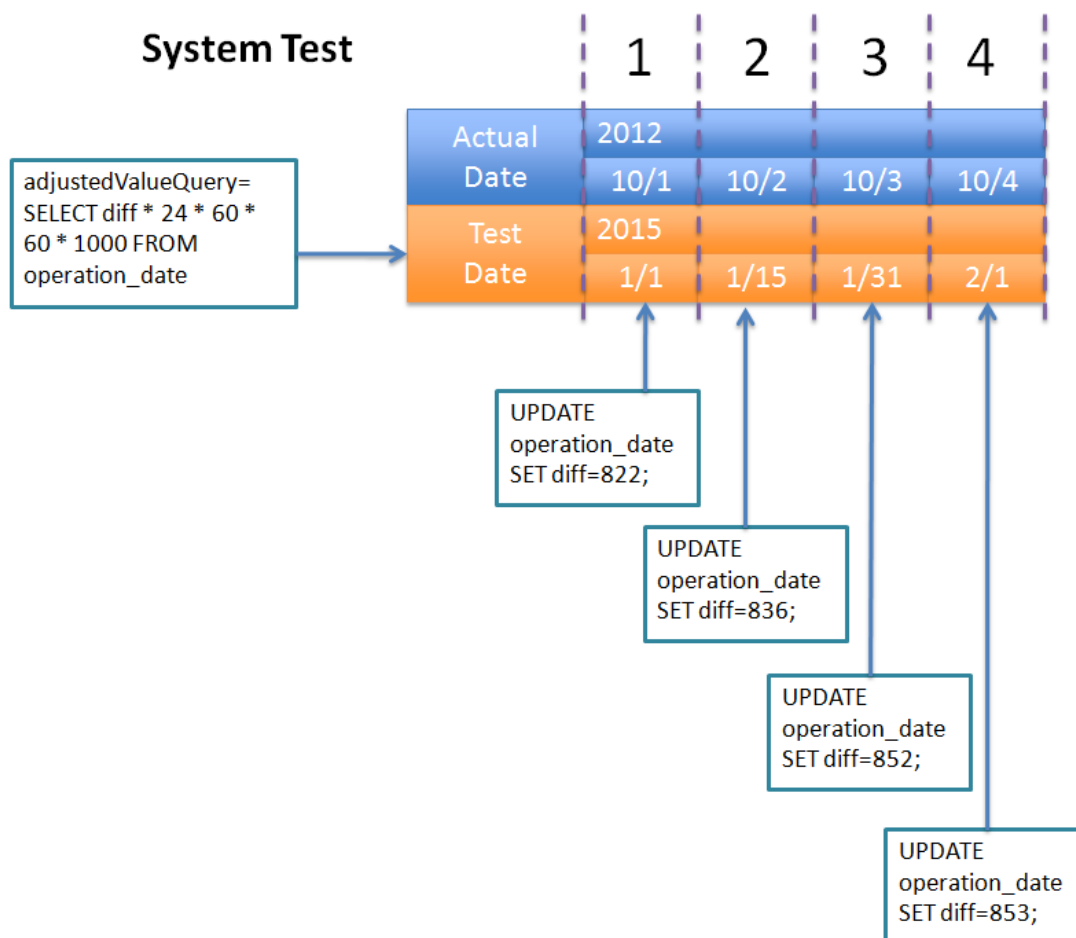 System Test
1 2 3 4
Actual Date
2012
10/1 10/2 10/3 10/4
adjustedValueQuery=
SELECT diff * 24 * 60 *
60 * 1000 FROM
operation_date
Test Date
2015
1/1 1/15 1/31 2/1
UPDATE
operation_date
SET diff=822;
UPDATE
operation_date
SET diff=836;
UPDATE
operation_date
SET diff=852;
UPDATE
operation_date
SET diff=853;